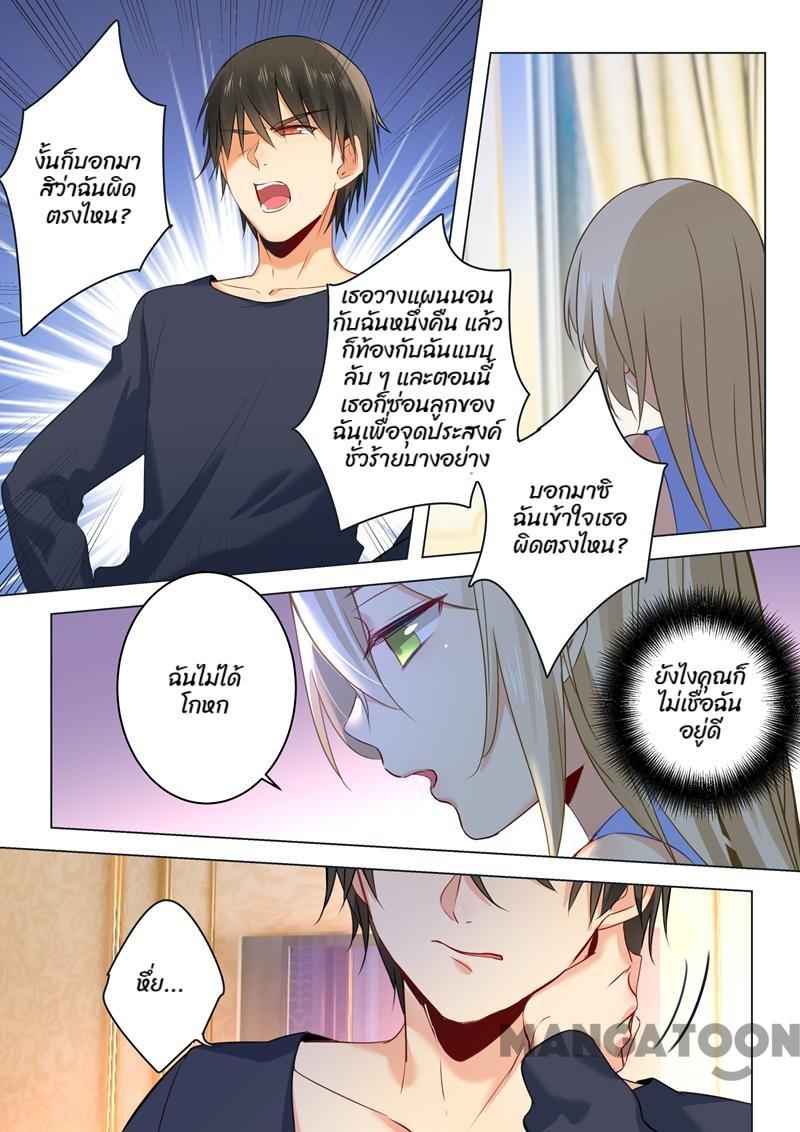 งั้นก็บอกมา
สิว่าฉันผิด
ตรงไหน?
เธอวางแผนนอน
กับฉันหนึ่งคืน แล้ว
ก็ท้องกับฉันแบบ
ลับ ๆ และตอนนี้
เธอก็ซ่อนลูกของ
ฉันเพื่อจุดประสงค์
ชั่วร้ายบางอย่าง
บอกมาซิ
ฉันเข้าใจเธอ
ผิดตรงไหน?
ฉันไม่ได้
โกหก
ยังไงคุณก็
ไม่เชื่อฉัน
อยู่ดี
หึ่ย...
MANGATOON